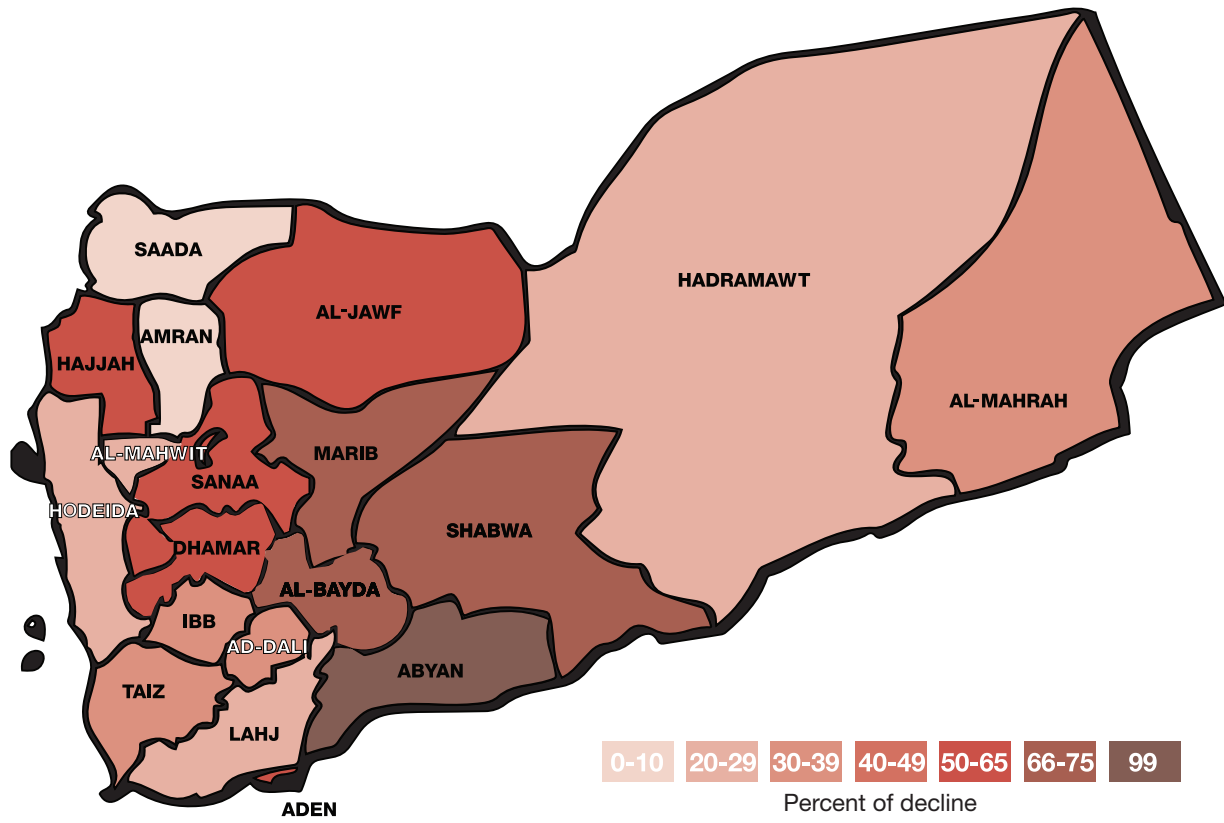 SAADA
HADRAMAWT
AL-JAWF
AMRAN
HAJJAH
AL-MAHRAH
AL-MAHWIT
MARIB
SANAA
HODEIDA
SHABWA
DHAMAR
AL-BAYDA
IBB
AD-DALI
ABYAN
TAIZ
LAHJ
0-10 20-29 30-39 40-49 50-65 66-75 99
Percent of decline
ADEN